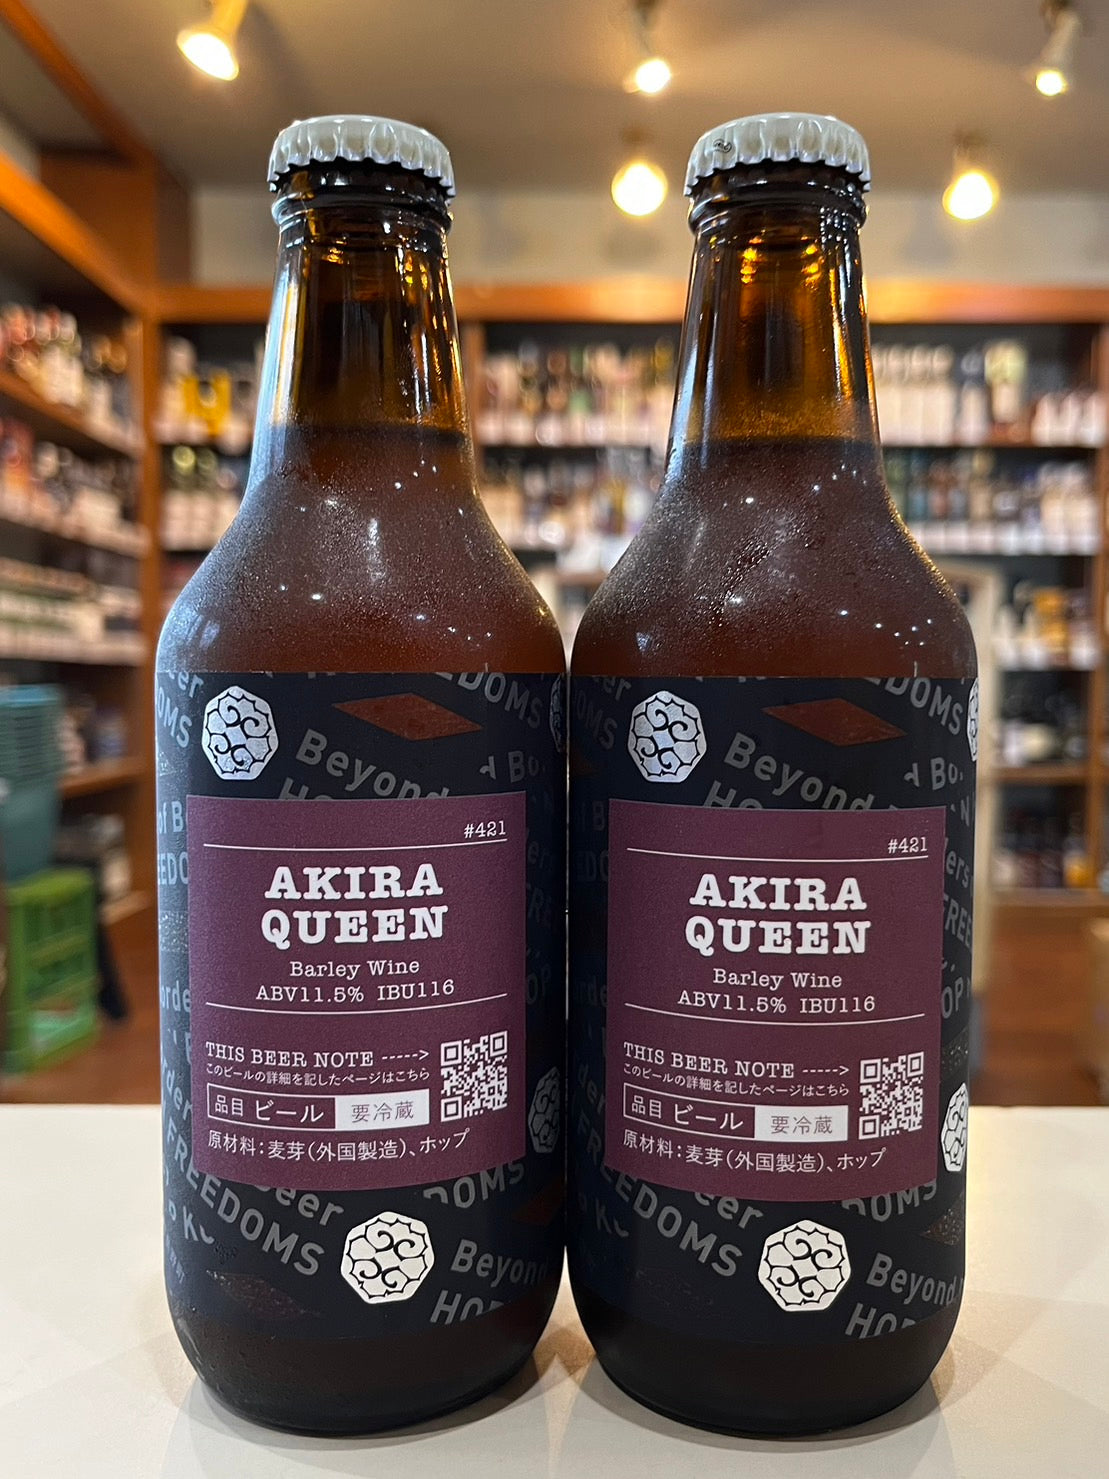 Beyond
FREEDOMS
#421
AKIRA
QUEEN
Barley Wine
ABV11.5% IBU116
THIS BEER NOTE ----->
このビールの詳細を記したページはこちら
品目 ビール 要冷蔵
原材料：麦芽（外国製造）、ホップ
FREEDOMS
Beyond
Beyond
#421
AKIRA
QUEEN
Barley Wine
ABV11.5% IBU116
THIS BEER NOTE ----->
このビールの詳細を記したページはこちら
品目 ビール 要冷蔵
原材料：麦芽（外国製造）、ホップ
FREEDOMS
Beyond